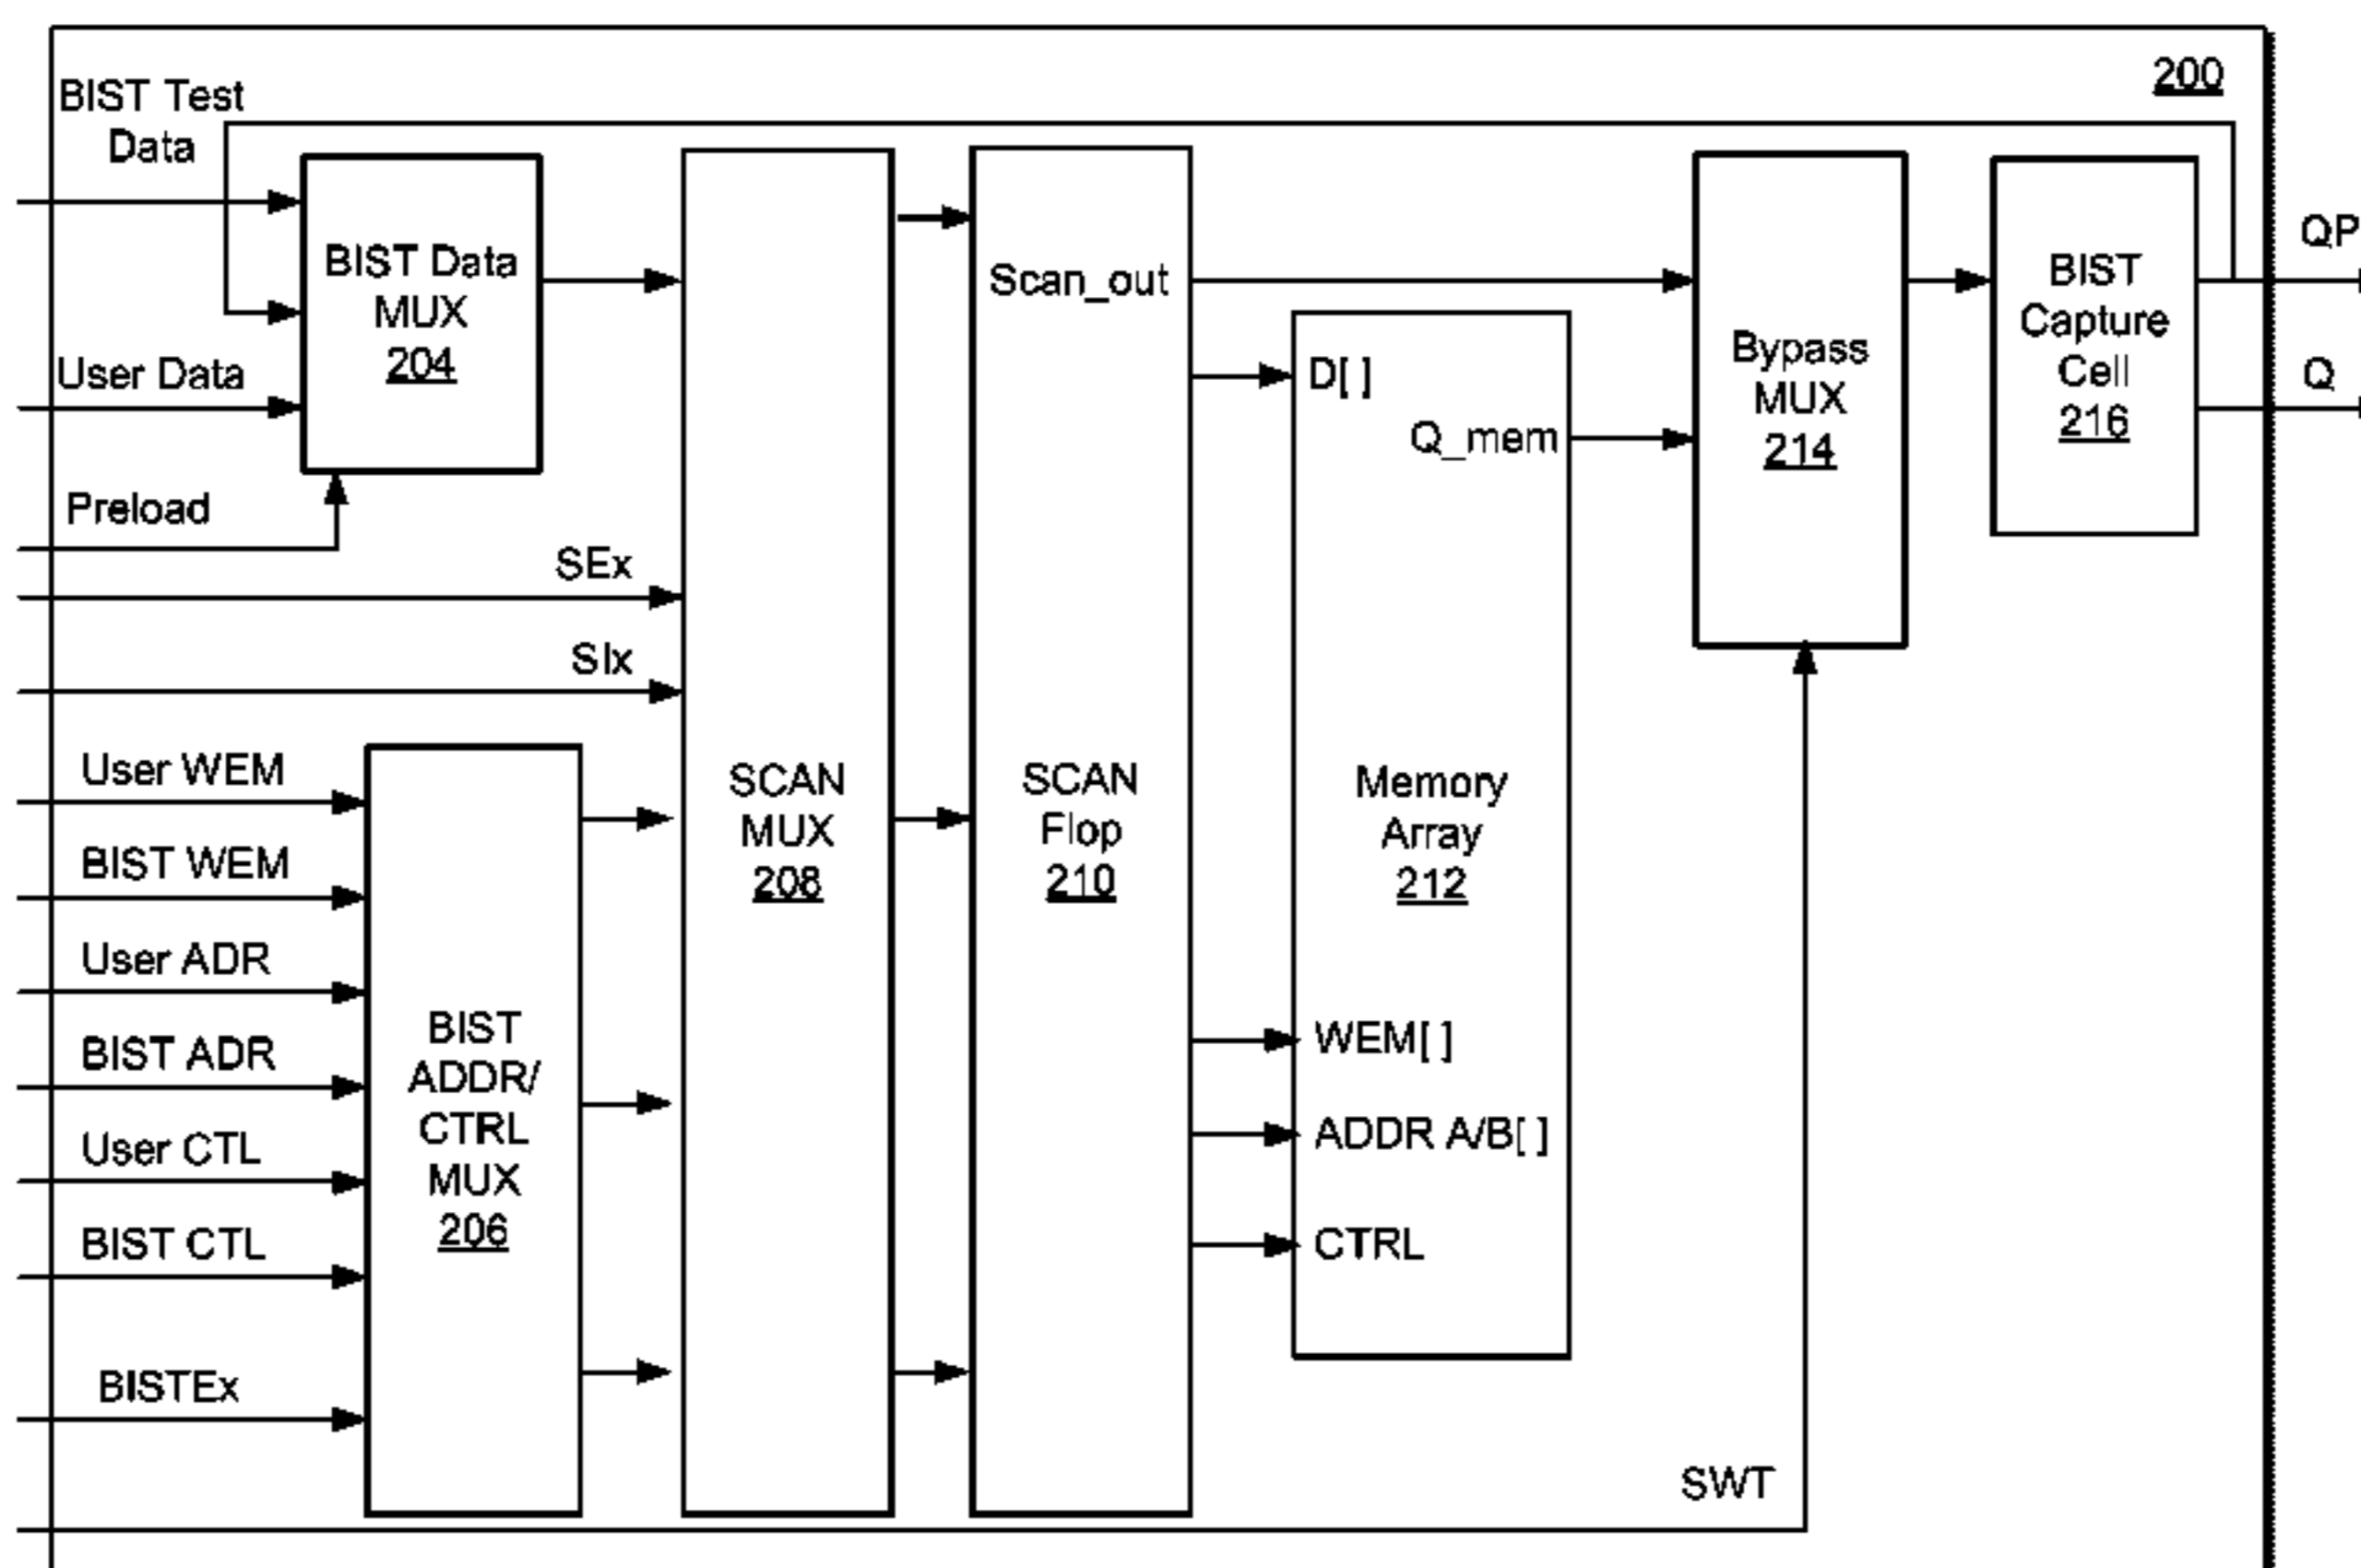 200
BIST Test
Data
BIST Data
MUX
204
User Data
Preload
SEx
SIx
User WEM
BIST WEM
User ADR
BIST ADR
User CTL
BIST CTL
BISTEx
BIST
ADDR/
CTRL
MUX
206
SCAN
MUX
208
Scan_out
SCAN
Flop
210
D[ ]
Q_mem
Memory
Array
212
WEM[ ]
ADDR A/B[ ]
CTRL
Bypass
MUX
214
SWT
BIST
Capture
Cell
216
QP
Q